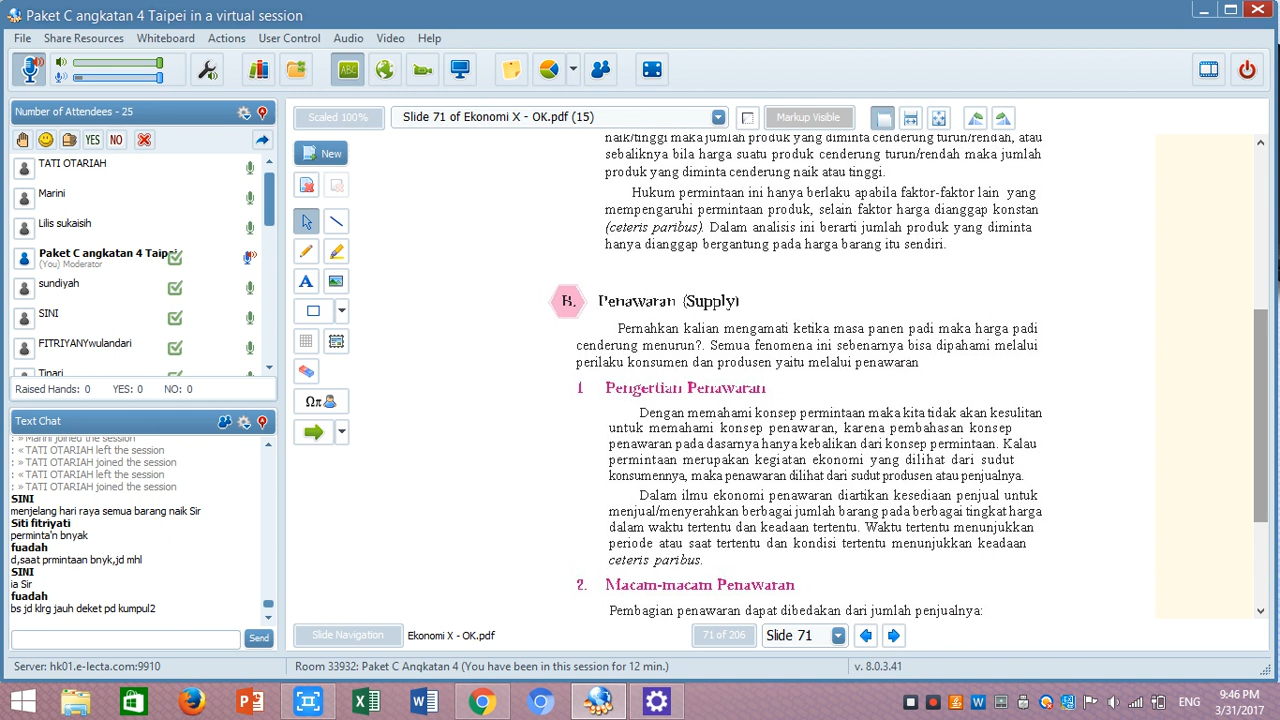 Paket C angkatan 4 Taipei in a virtual session
File Share Resources Whiteboard Actions User Control Audio Video Help
ABC
Number of Attendees - 25
YES NO
TATI OTARIAH
Marini
Lilis sukaisih
Paket C angkatan 4 Taip
(You) Moderator
sundiyah
SINI
FITRIYANYwulandari
Tinari
Raised Hands: 0 YES: 0 NO: 0
Text Chat
: » Marini joined the session
: « TATI OTARIAH left the session
: » TATI OTARIAH joined the session
: « TATI OTARIAH left the session
: » TATI OTARIAH joined the session
SINI
menjelang hari raya semua barang naik Sir
Siti fitriyati
perminta'n bnyak
fuadah
d,saat prmintaan bnyk,jd mhl
SINI
ia Sir
fuadah
bs jd klrg jauh deket pd kumpul2
Send
Scaled 100%
Slide 71 of Ekonomi X - OK.pdf (15)
Markup Visible
New
A
Ωπ
naik/tinggi maka jumlah produk yang diminta cenderung turun/rendah, atau
sebaliknya bila harga suatu produk cenderung turun/rendah maka jumlah
produk yang diminta cenderung naik atau tinggi.
Hukum permintaan ini hanya berlaku apabila faktor-faktor lain yang
mempengaruhi permintaan produk, selain faktor harga dianggap konstan
(ceteris paribus). Dalam analisis ini berarti jumlah produk yang diminta
hanya dianggap bergantung pada harga barang itu sendiri.
B. Penawaran (Supply)
Pernahkan kalian mengamati ketika masa panen padi maka harga padi
cenderung menurun?. Semua fenomena ini sebenarnya bisa dipahami melalui
perilaku konsumen dan produsen yaitu melalui penawaran
1 Pengertian Penawaran
Dengan memahami konsep permintaan maka kita tidak akan kesulitan
untuk memahami konsep penawaran, karena pembahasan konsep
penawaran pada dasarnya hanya kebalikan dari konsep permintaan. Kalau
permintaan merupakan kegiatan ekonomi yang dilihat dari sudut
konsumennya, maka penawaran dilihat dari sudut produsen atau penjualnya.
Dalam ilmu ekonomi penawaran diartikan kesediaan penjual untuk
menjual/menyerahkan berbagai jumlah barang pada berbagai tingkat harga
dalam waktu tertentu dan keadaan tertentu. Waktu tertentu menunjukkan
periode atau saat tertentu dan kondisi tertentu menunjukkan keadaan
ceteris paribus.
2. Macam-macam Penawaran
Pembagian penawaran dapat dibedakan dari jumlah penjualnya:
Slide Navigation Ekonomi X - OK.pdf 71 of 206 Slide 71
Server: hk01.e-lecta.com:9910 Room 33932: Paket C Angkatan 4 (You have been in this session for 12 min.) v. 8.0.3.41
ENG
9:46 PM
3/31/2017